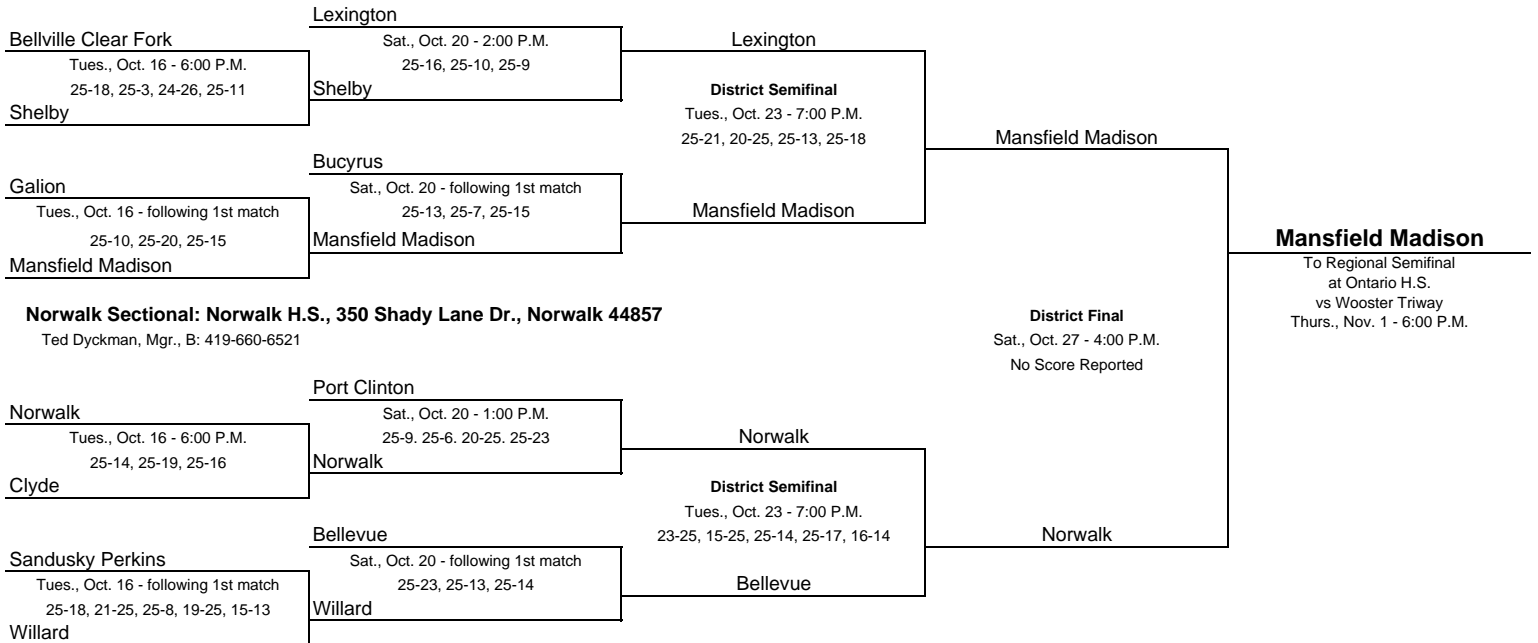 Lexington
Bellville Clear Fork
Sat., Oct. 20 - 2:00 P.M.
Lexington
Tues., Oct. 16 - 6:00 P.M.
25-16, 25-10, 25-9
25-18, 25-3, 24-26, 25-11
Shelby
District Semifinal
Shelby
Tues., Oct. 23 - 7:00 P.M.
25-21, 20-25, 25-13, 25-18
Mansfield Madison
Bucyrus
Galion
Sat., Oct. 20 - following 1st match
Tues., Oct. 16 - following 1st match
25-13, 25-7, 25-15
Mansfield Madison
25-10, 25-20, 25-15
Mansfield Madison
Mansfield Madison
Mansfield Madison
To Regional Semifinal
at Ontario H.S.
vs Wooster Triway
Thurs., Nov. 1 - 6:00 P.M.
Norwalk Sectional: Norwalk H.S., 350 Shady Lane Dr., Norwalk 44857
District Final
Ted Dyckman, Mgr., B: 419-660-6521
Sat., Oct. 27 - 4:00 P.M.
No Score Reported
Port Clinton
Norwalk
Sat., Oct. 20 - 1:00 P.M.
Tues., Oct. 16 - 6:00 P.M.
25-9. 25-6. 20-25. 25-23
Norwalk
25-14, 25-19, 25-16
Norwalk
Clyde
District Semifinal
Tues., Oct. 23 - 7:00 P.M.
Bellevue
23-25, 15-25, 25-14, 25-17, 16-14
Norwalk
Sandusky Perkins
Sat., Oct. 20 - following 1st match
Tues., Oct. 16 - following 1st match
25-23, 25-13, 25-14
Bellevue
25-18, 21-25, 25-8, 19-25, 15-13
Willard
Willard